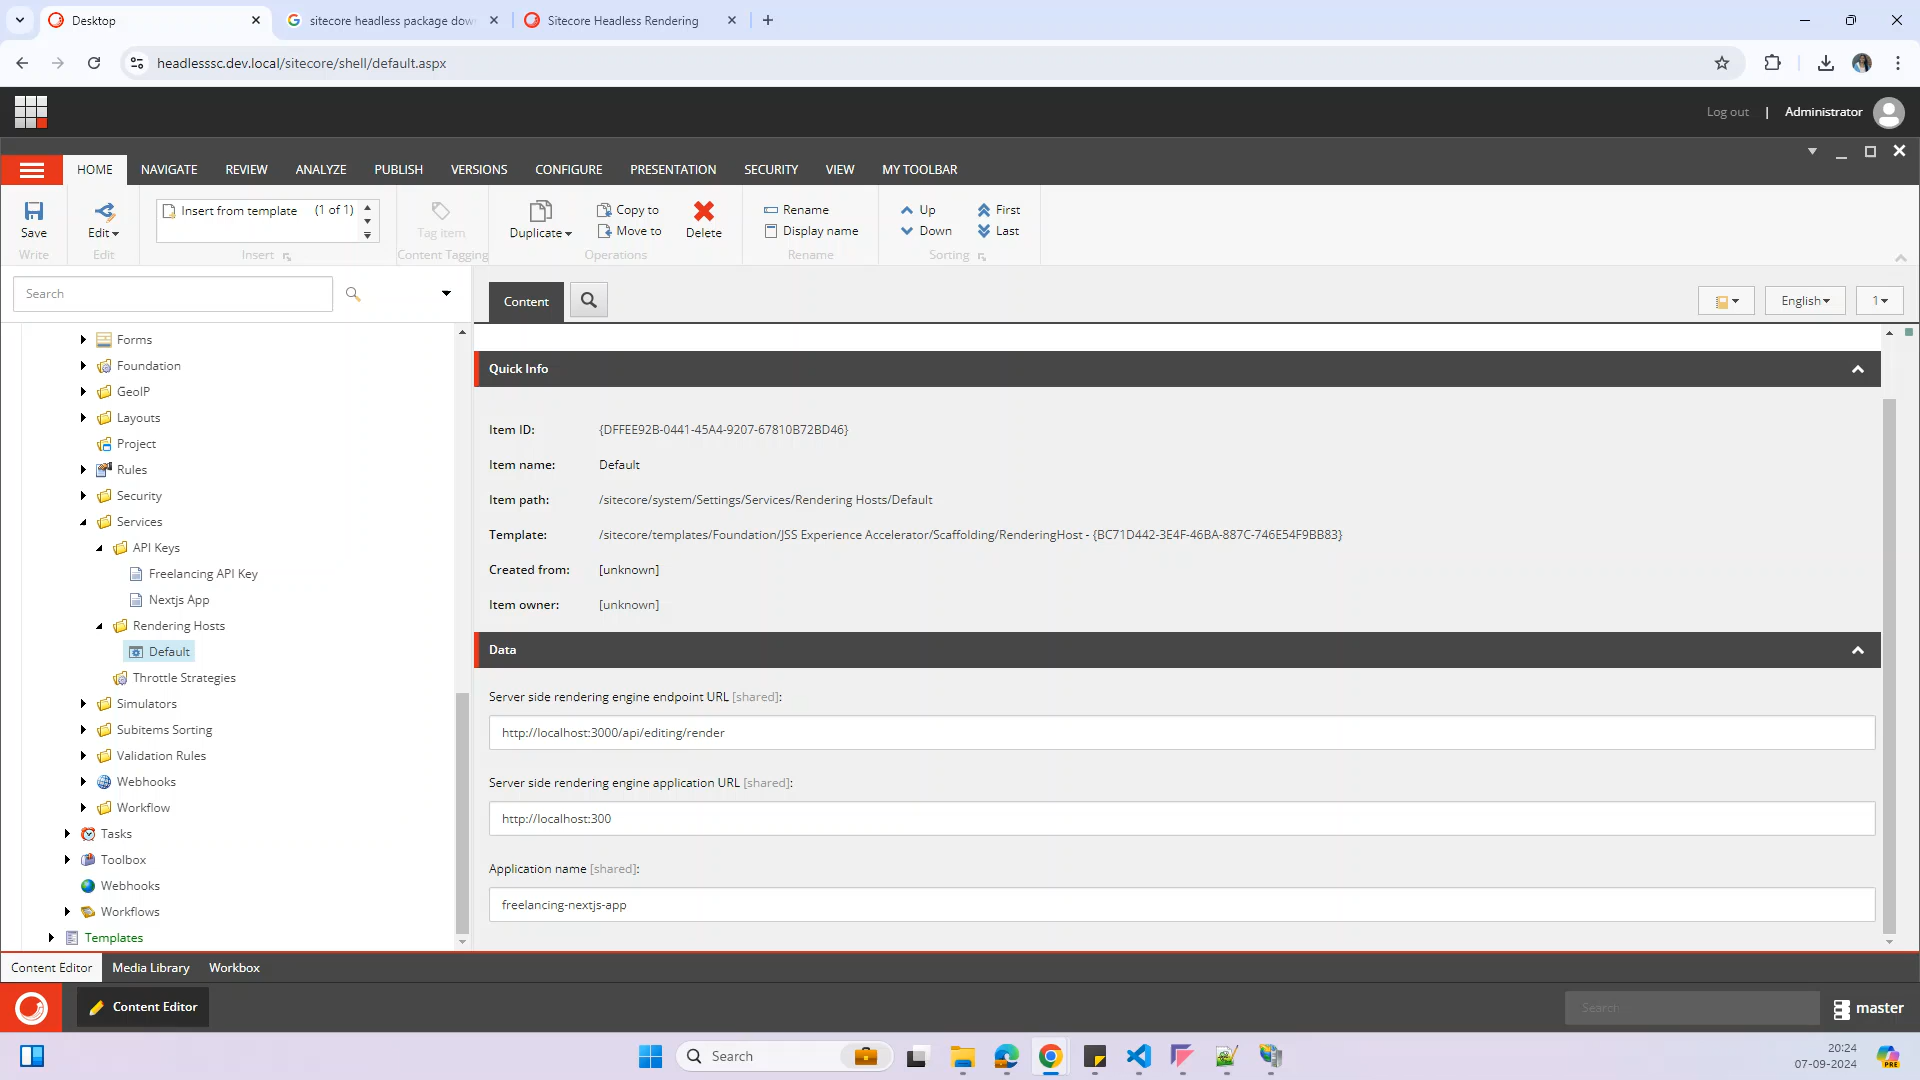 Desktop
sitecore headless package dow
Sitecore Headless Rendering
headlesssc.dev.local/sitecore/shell/default.aspx
Log out | Administrator
HOME NAVIGATE REVIEW ANALYZE PUBLISH VERSIONS CONFIGURE PRESENTATION SECURITY VIEW MY TOOLBAR
Save
Write
Edit
Edit
Insert from template (1 of 1)
Insert
Tag item
Content Tagging
Duplicate
Copy to
Move to
Delete
Operations
Rename
Display name
Rename
Up
Down
First
Last
Sorting
Search
Forms
Foundation
GeoIP
Layouts
Project
Rules
Security
Services
API Keys
Freelancing API Key
Nextjs App
Rendering Hosts
Default
Throttle Strategies
Simulators
Subitems Sorting
Validation Rules
Webhooks
Workflow
Tasks
Toolbox
Webhooks
Workflows
Templates
Content
English
1
Quick Info
Item ID: {DFFEE92B-0441-45A4-9207-67810B72BD46}
Item name: Default
Item path: /sitecore/system/Settings/Services/Rendering Hosts/Default
Template: /sitecore/templates/Foundation/JSS Experience Accelerator/Scaffolding/RenderingHost - {BC71D442-3E4F-46BA-887C-746E54F9BB83}
Created from: [unknown]
Item owner: [unknown]
Data
Server side rendering engine endpoint URL [shared]:
http://localhost:3000/api/editing/render
Server side rendering engine application URL [shared]:
http://localhost:300
Application name [shared]:
freelancing-nextjs-app
Content Editor Media Library Workbox
Content Editor
Search
master
Search
20:24
07-09-2024
PRE